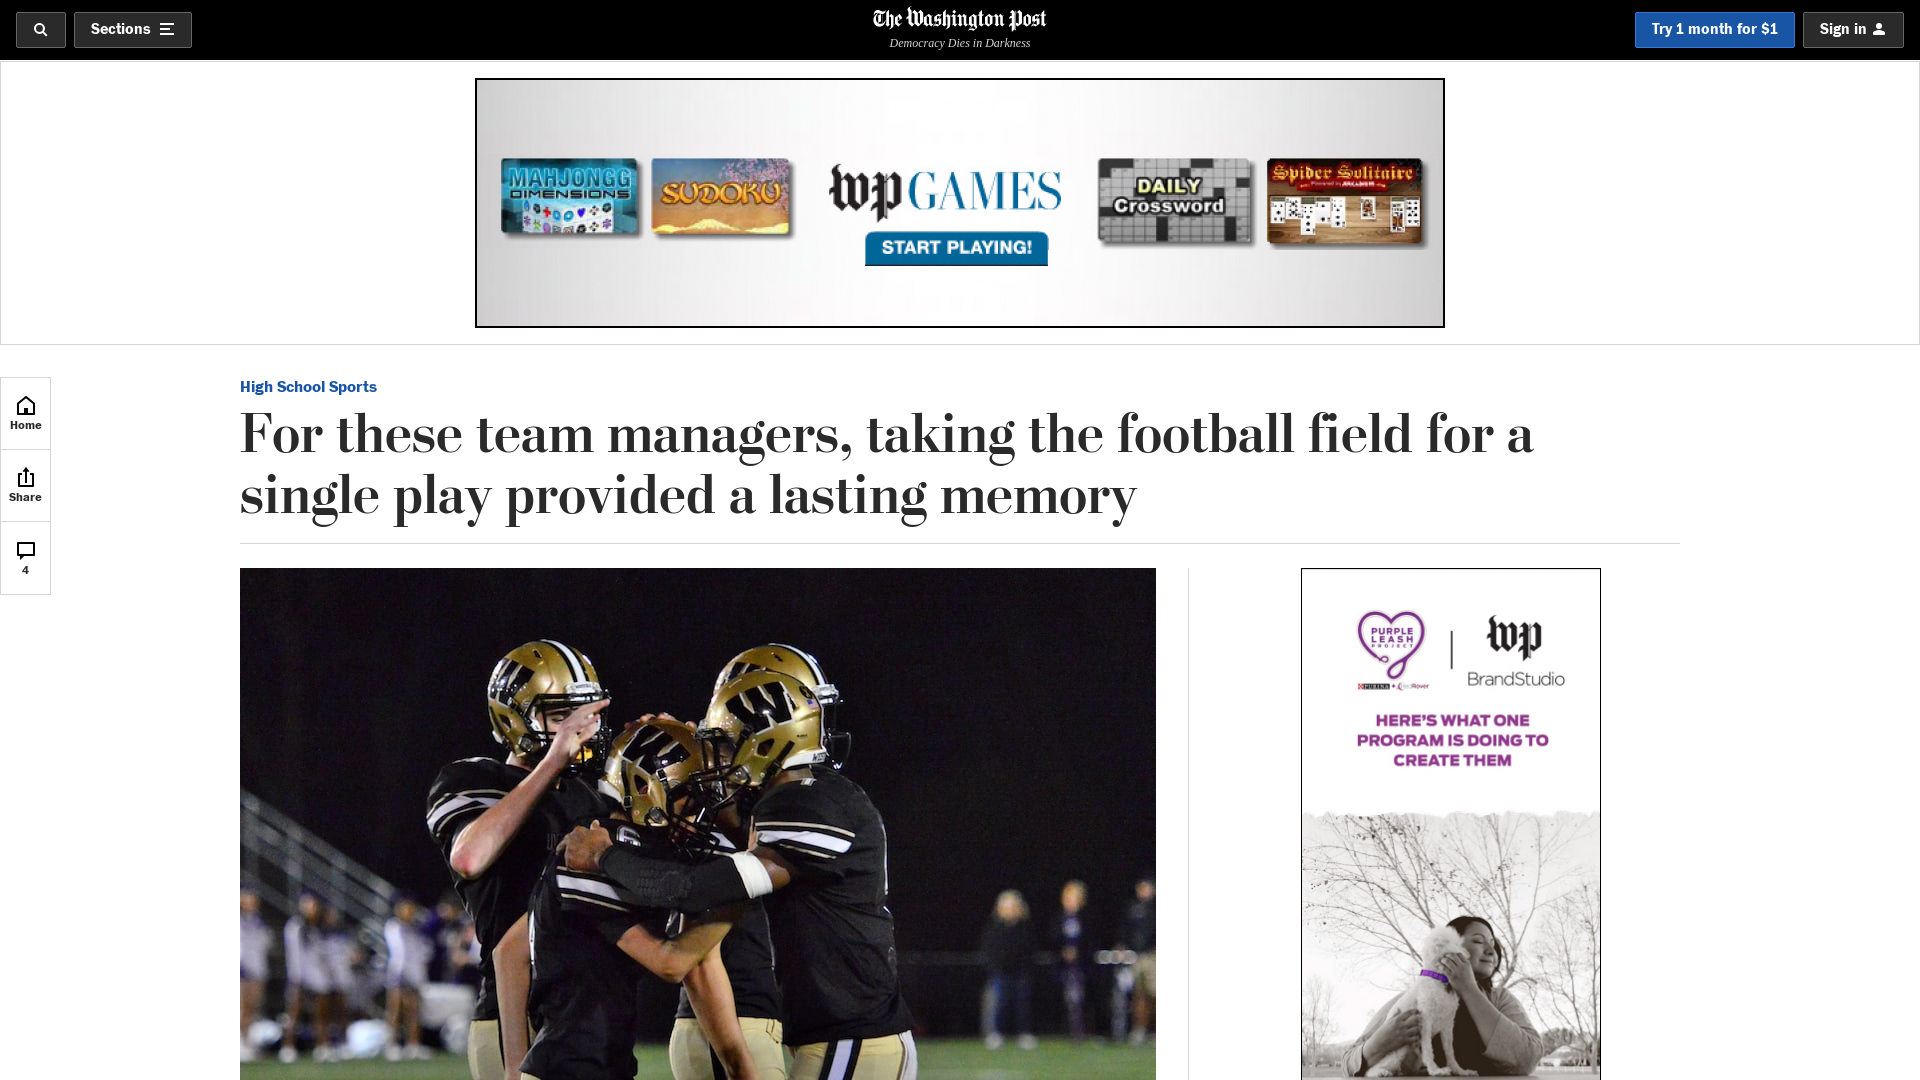 Sections
The Washington Post
Democracy Dies in Darkness
Try 1 month for $1
Sign in
MAHJONGG
DIMENSIONS
SUDOKU
wp GAMES
START PLAYING!
DAILY
Crossword
Spider Solitaire
High School Sports
For these team managers, taking the football field for a
single play provided a lasting memory
Home
Share
4
PURPLE
LEASH
PROJECT
PURINA
wp
BrandStudio
HERE'S WHAT ONE
PROGRAM IS DOING TO
CREATE THEM
W
W
W